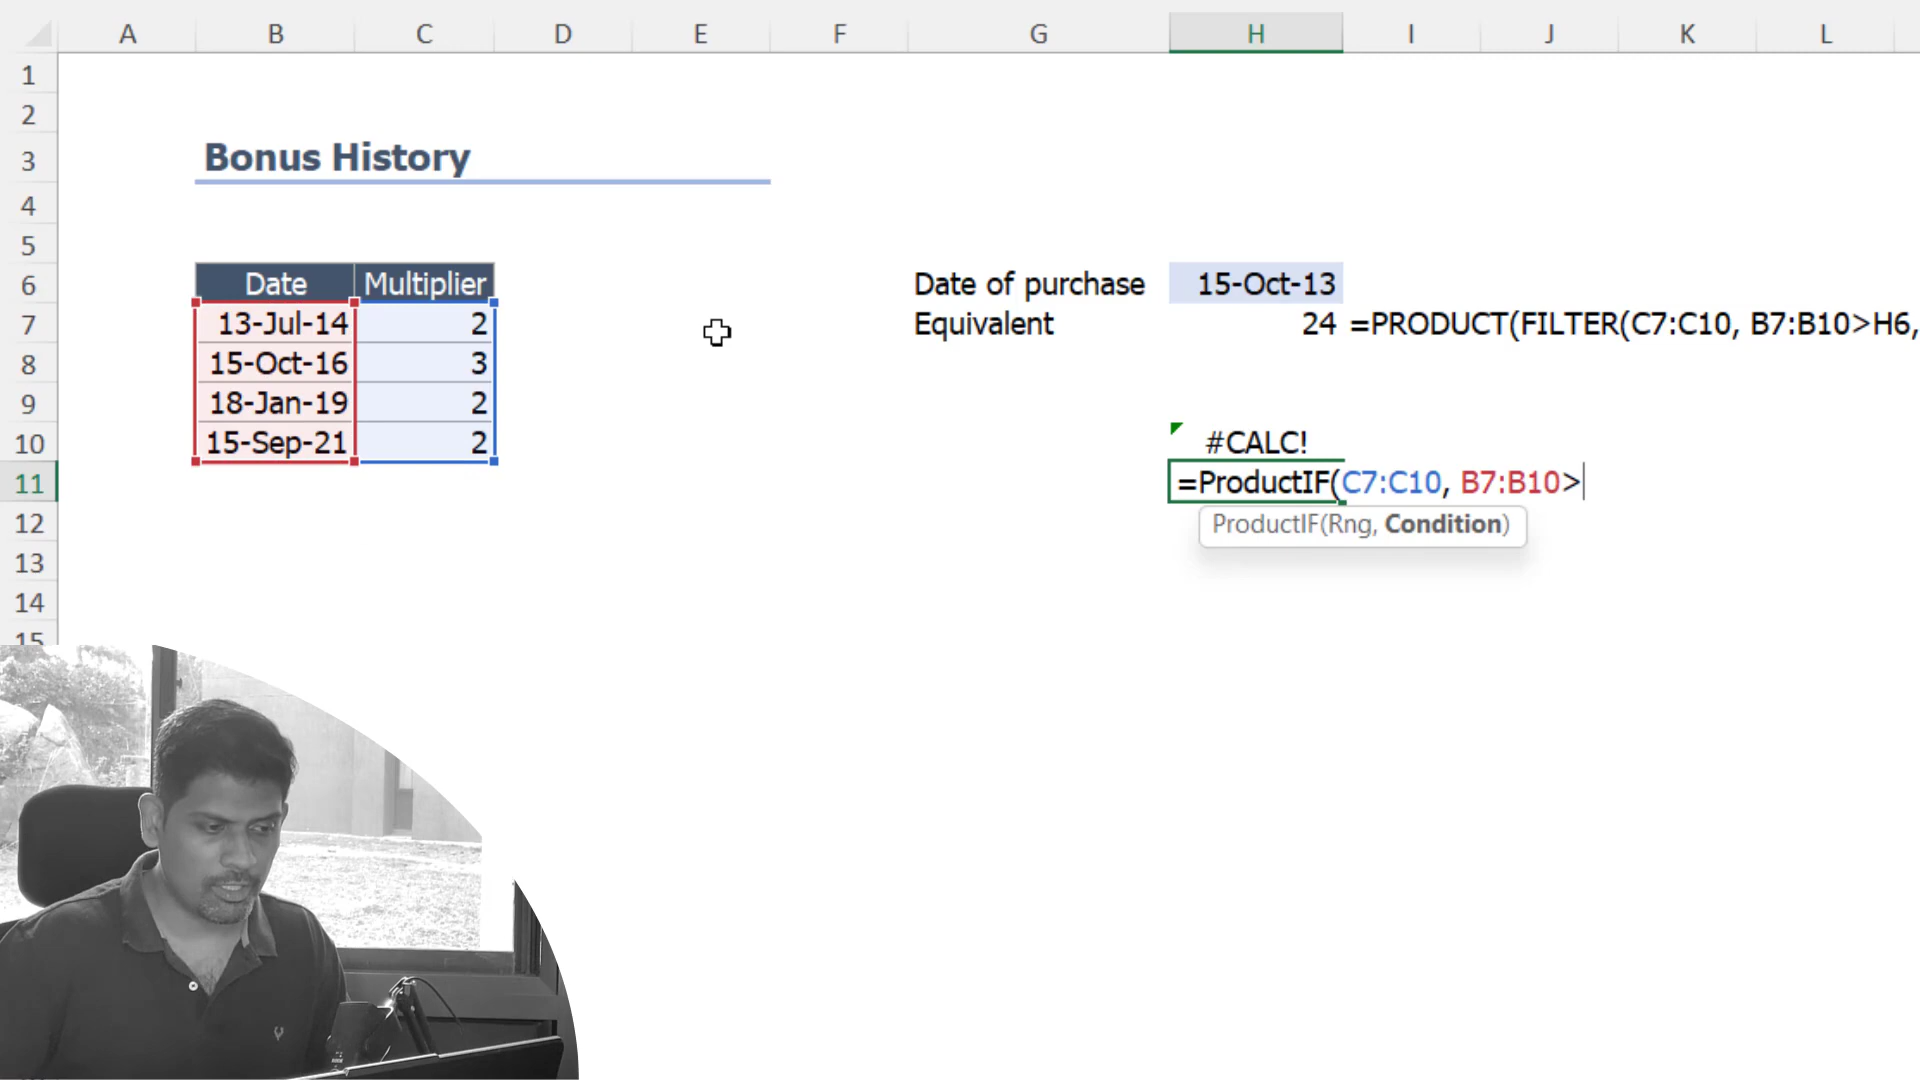 A B C D E F G H I J K L
1
2
3 Bonus History
4
5
6 Date Multiplier Date of purchase 15-Oct-13
7 13-Jul-14 2 Equivalent 24 =PRODUCT(FILTER(C7:C10, B7:B10>H6,
8 15-Oct-16 3
9 18-Jan-19 2
10 15-Sep-21 2 #CALC!
11 =ProductIF(C7:C10, B7:B10>
12 ProductIF(Rng, Condition)
13
14
15